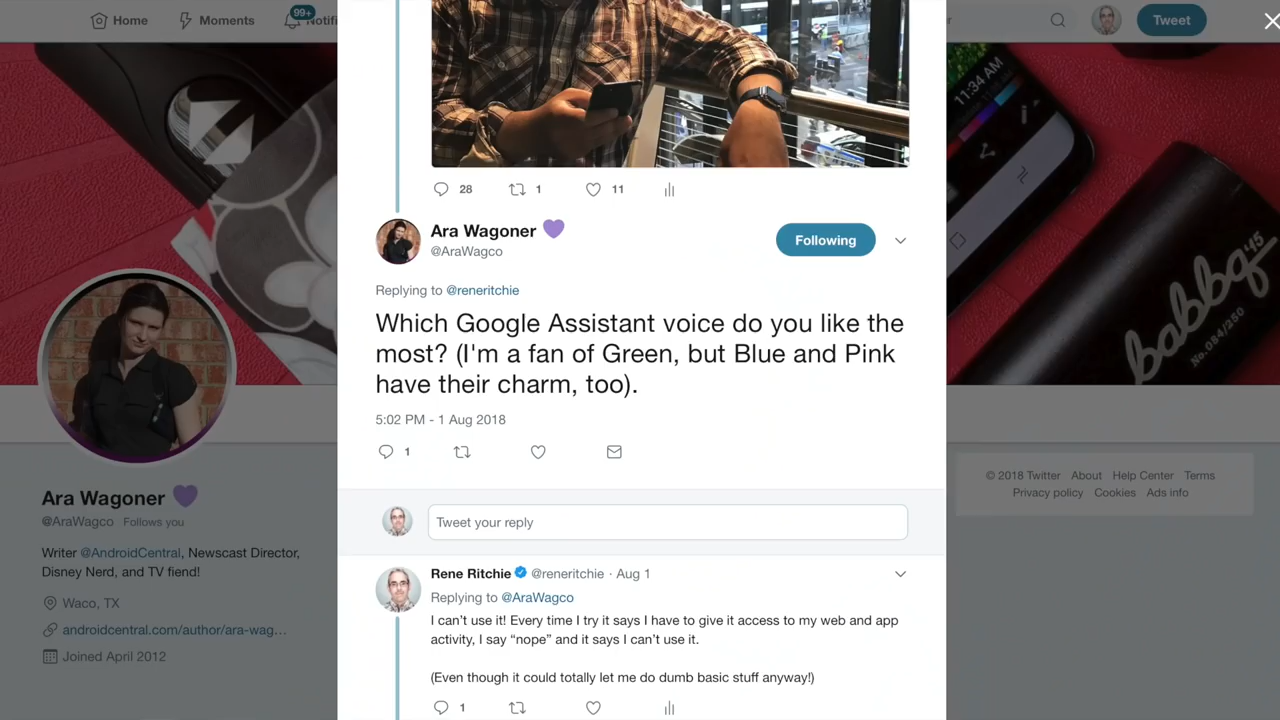 Home
Moments
99+
Notifi
Tweet
11:34 AM
babbq '45
No. 084/250
28
1
11
Ara Wagoner 💜
@AraWagco
Following
Replying to @reneritchie
Which Google Assistant voice do you like the
most? (I'm a fan of Green, but Blue and Pink
have their charm, too).
5:02 PM - 1 Aug 2018
1
Tweet your reply
Rene Ritchie @reneritchie · Aug 1
Replying to @AraWagco
I can't use it! Every time I try it says I have to give it access to my web and app
activity, I say “nope” and it says I can't use it.
(Even though it could totally let me do dumb basic stuff anyway!)
1
Ara Wagoner 💜
@AraWagco Follows you
Writer @AndroidCentral, Newscast Director,
Disney Nerd, and TV fiend!
Waco, TX
androidcentral.com/author/ara-wag…
Joined April 2012
© 2018 Twitter About Help Center Terms
Privacy policy Cookies Ads info